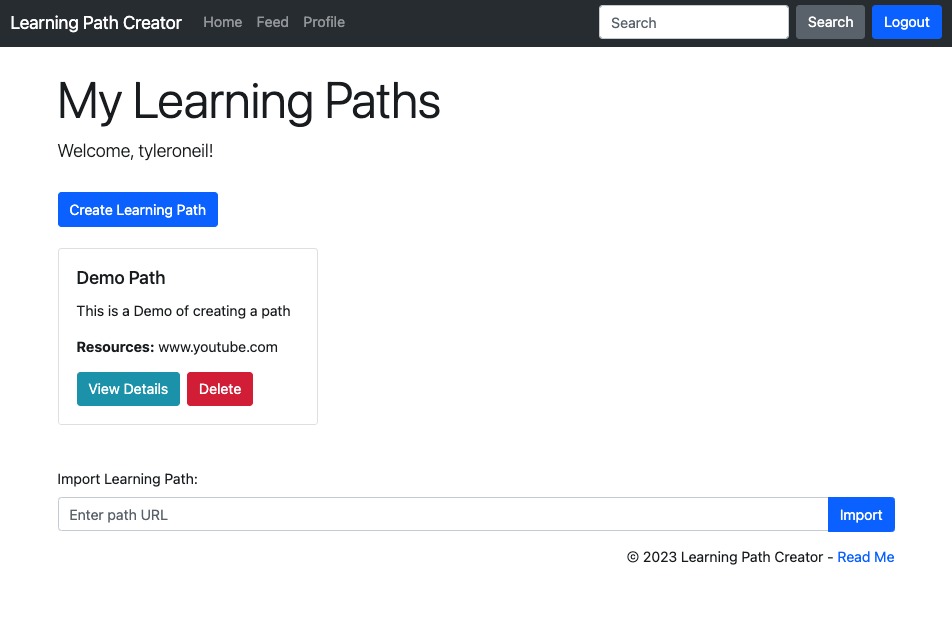 Learning Path Creator Home Feed Profile Search Search Logout
My Learning Paths
Welcome, tyleroneil!
Create Learning Path
Demo Path
This is a Demo of creating a path
Resources: www.youtube.com
View Details Delete
Import Learning Path:
Enter path URL Import
© 2023 Learning Path Creator - Read Me